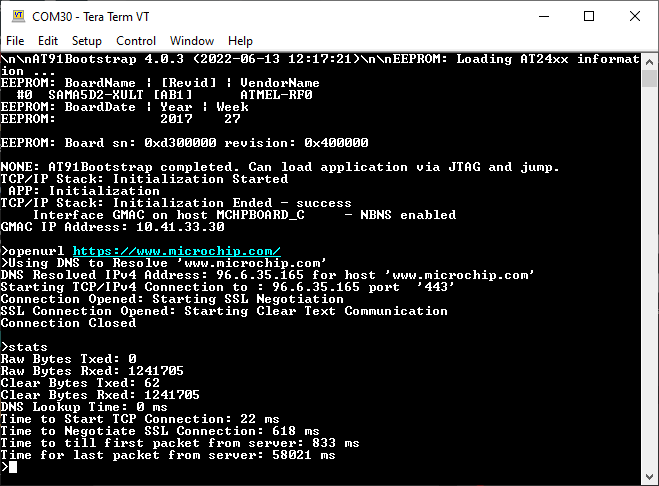 VT COM30 - Tera Term VT
File Edit Setup Control Window Help
\n\nAT91Bootstrap 4.0.3 (2022-06-13 12:17:21)\n\nEEPROM: Loading AT24xx informat
ion ...
EEPROM: BoardName | [Revid] | VendorName
#0 SAMA5D2-XULT [AB1] ATMEL-RF0
EEPROM: BoardDate | Year | Week
EEPROM: 2017 27
EEPROM: Board sn: 0xd300000 revision: 0x400000
NONE: AT91Bootstrap completed. Can load application via JTAG and jump.
TCP/IP Stack: Initialization Started
APP: Initialization
TCP/IP Stack: Initialization Ended - success
Interface GMAC on host MCHPBOARD_C - NBNS enabled
GMAC IP Address: 10.41.33.30
>openurl https://www.microchip.com/
>Using DNS to Resolve 'www.microchip.com'
DNS Resolved IPv4 Address: 96.6.35.165 for host 'www.microchip.com'
Starting TCP/IPv4 Connection to : 96.6.35.165 port '443'
Connection Opened: Starting SSL Negotiation
SSL Connection Opened: Starting Clear Text Communication
Connection Closed
>stats
Raw Bytes Txed: 0
Raw Bytes Rxed: 1241705
Clear Bytes Txed: 62
Clear Bytes Rxed: 1241705
DNS Lookup Time: 0 ms
Time to Start TCP Connection: 22 ms
Time to Negotiate SSL Connection: 618 ms
Time to till first packet from server: 833 ms
Time for last packet from server: 58021 ms
>